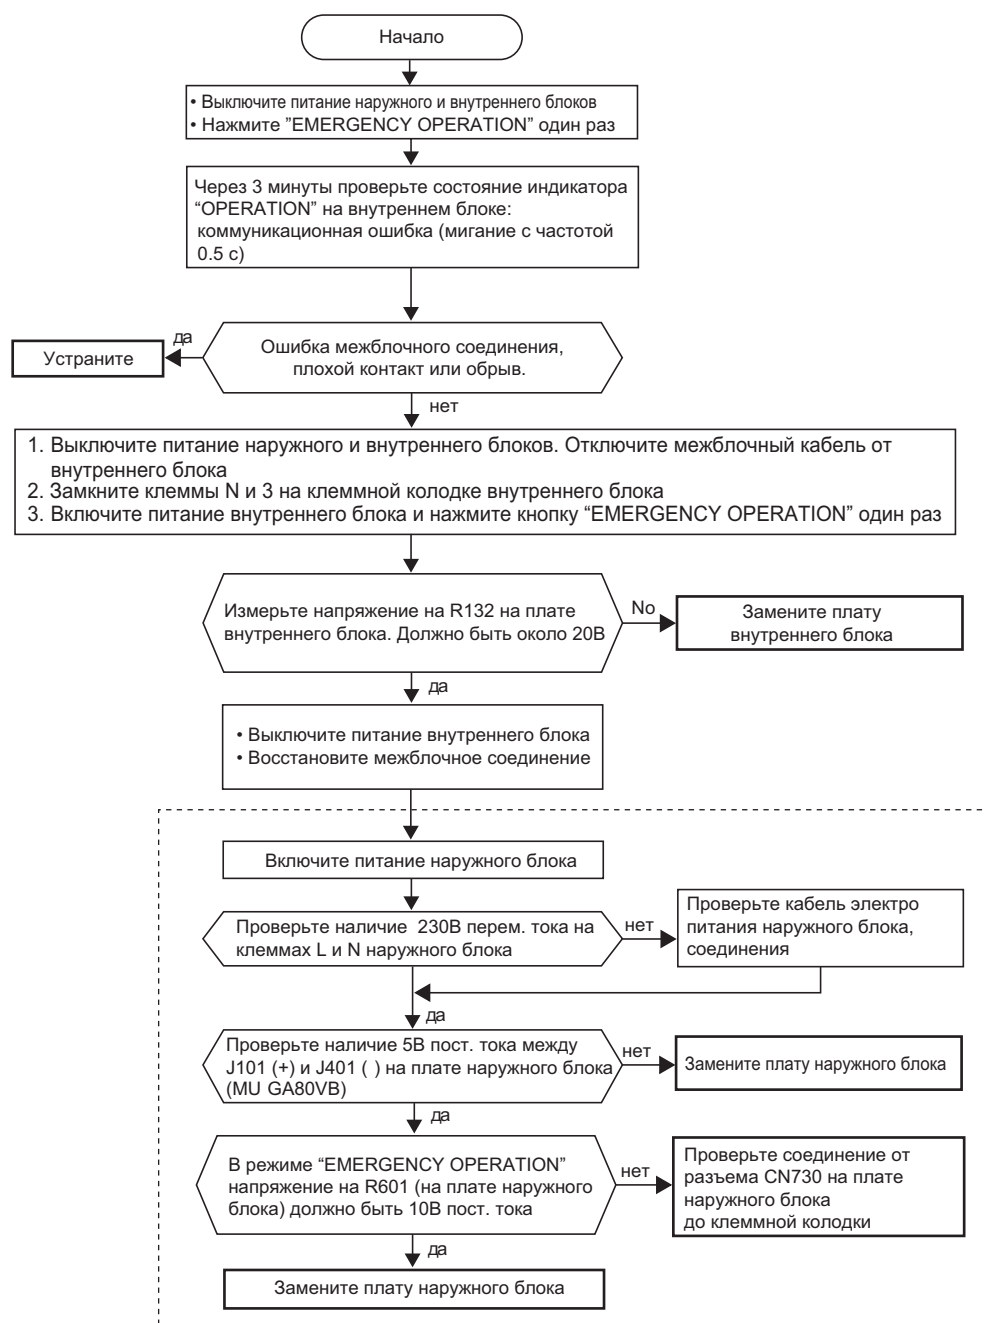 Начало
• Выключите питание наружного и внутреннего блоков
• Нажмите ”EMERGENCY OPERATION” один раз
Через 3 минуты проверьте состояние индикатора
“OPERATION” на внутреннем блоке:
коммуникационная ошибка (мигание с частотой
0.5 с)
да
Устраните
Ошибка межблочного соединения,
плохой контакт или обрыв.
нет
1. Выключите питание наружного и внутреннего блоков. Отключите межблочный кабель от
внутреннего блока
2. Замкните клеммы N и 3 на клеммной колодке внутреннего блока
3. Включите питание внутреннего блока и нажмите кнопку “EMERGENCY OPERATION” один раз
Измерьте напряжение на R132 на плате
внутреннего блока. Должно быть около 20В
No
Замените плату
внутреннего блока
да
• Выключите питание внутреннего блока
• Восстановите межблочное соединение
Включите питание наружного блока
Проверьте наличие 230В перем. тока на
клеммах L и N наружного блока
нет
Проверьте кабель электро
питания наружного блока,
соединения
да
Проверьте наличие 5В пост. тока между
J101 (+) и J401 ( ) на плате наружного блока
(MU GA80VB)
нет
Замените плату наружного блока
да
В режиме “EMERGENCY OPERATION”
напряжение на R601 (на плате наружного
блока) должно быть 10В пост. тока
нет
Проверьте соединение от
разъема CN730 на плате
наружного блока
до клеммной колодки
да
Замените плату наружного блока